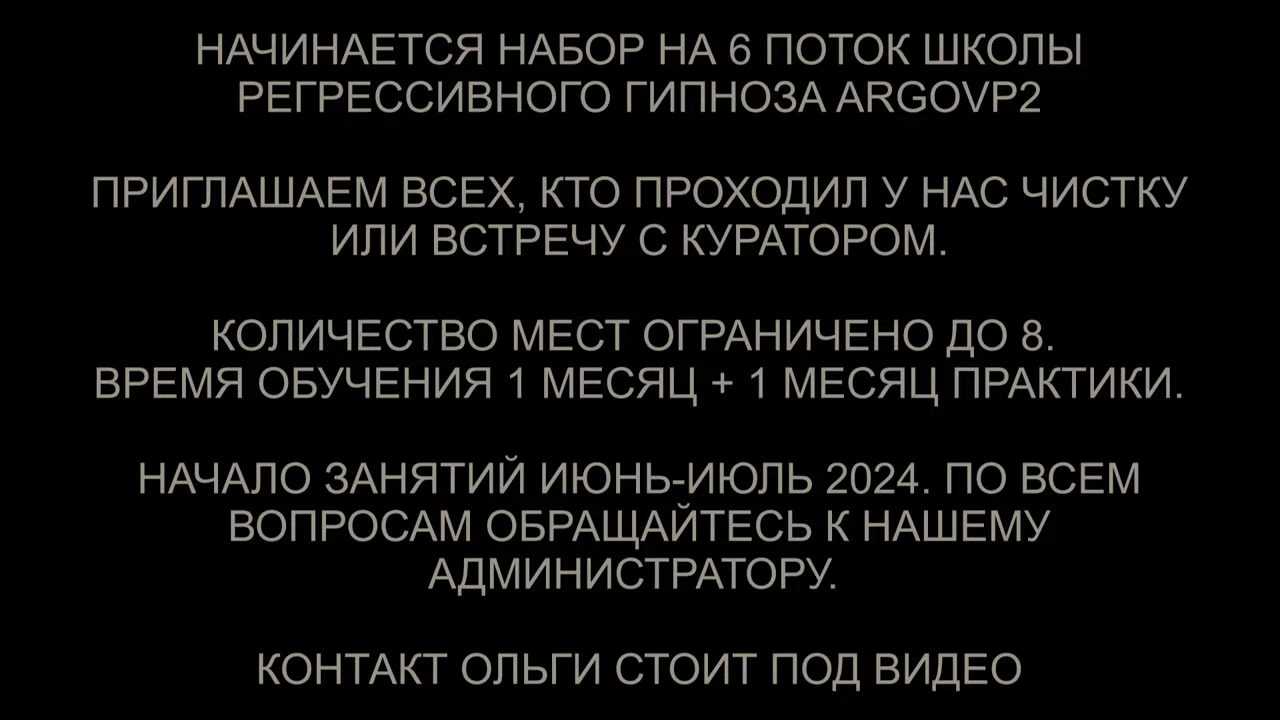 НАЧИНАЕТСЯ НАБОР НА 6 ПОТОК ШКОЛЫ
РЕГРЕССИВНОГО ГИПНОЗА ARGOVP2
ПРИГЛАШАЕМ ВСЕХ, КТО ПРОХОДИЛ У НАС ЧИСТКУ
ИЛИ ВСТРЕЧУ С КУРАТОРОМ.
КОЛИЧЕСТВО МЕСТ ОГРАНИЧЕНО ДО 8.
ВРЕМЯ ОБУЧЕНИЯ 1 МЕСЯЦ + 1 МЕСЯЦ ПРАКТИКИ.
НАЧАЛО ЗАНЯТИЙ ИЮНЬ-ИЮЛЬ 2024. ПО ВСЕМ
ВОПРОСАМ ОБРАЩАЙТЕСЬ К НАШЕМУ
АДМИНИСТРАТОРУ.
КОНТАКТ ОЛЬГИ СТОИТ ПОД ВИДЕО